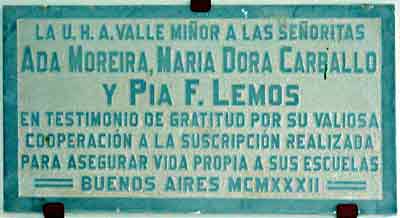 LA U. H. A. VALLE MIÑOR A LAS SEÑORITAS
ADA MOREIRA, MARIA DORA CARBALLO
Y PIA F. LEMOS
EN TESTIMONIO DE GRATITUD POR SU VALIOSA
COOPERACIÓN A LA SUSCRIPCIÓN REALIZADA
PARA ASEGURAR VIDA PROPIA A SUS ESCUELAS
BUENOS AIRES MCMXXXII